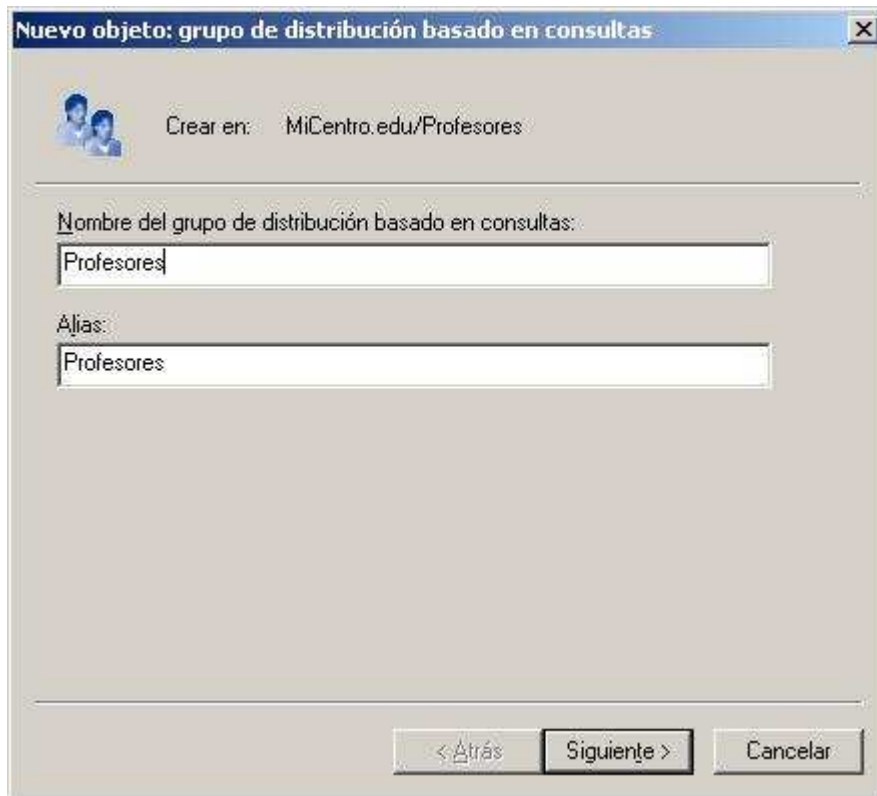 Nuevo objeto: grupo de distribución basado en consultas
Crear en: MiCentro.edu/Profesores
Nombre del grupo de distribución basado en consultas:
Profesores
Alias:
Profesores
< Atrás Siguiente > Cancelar